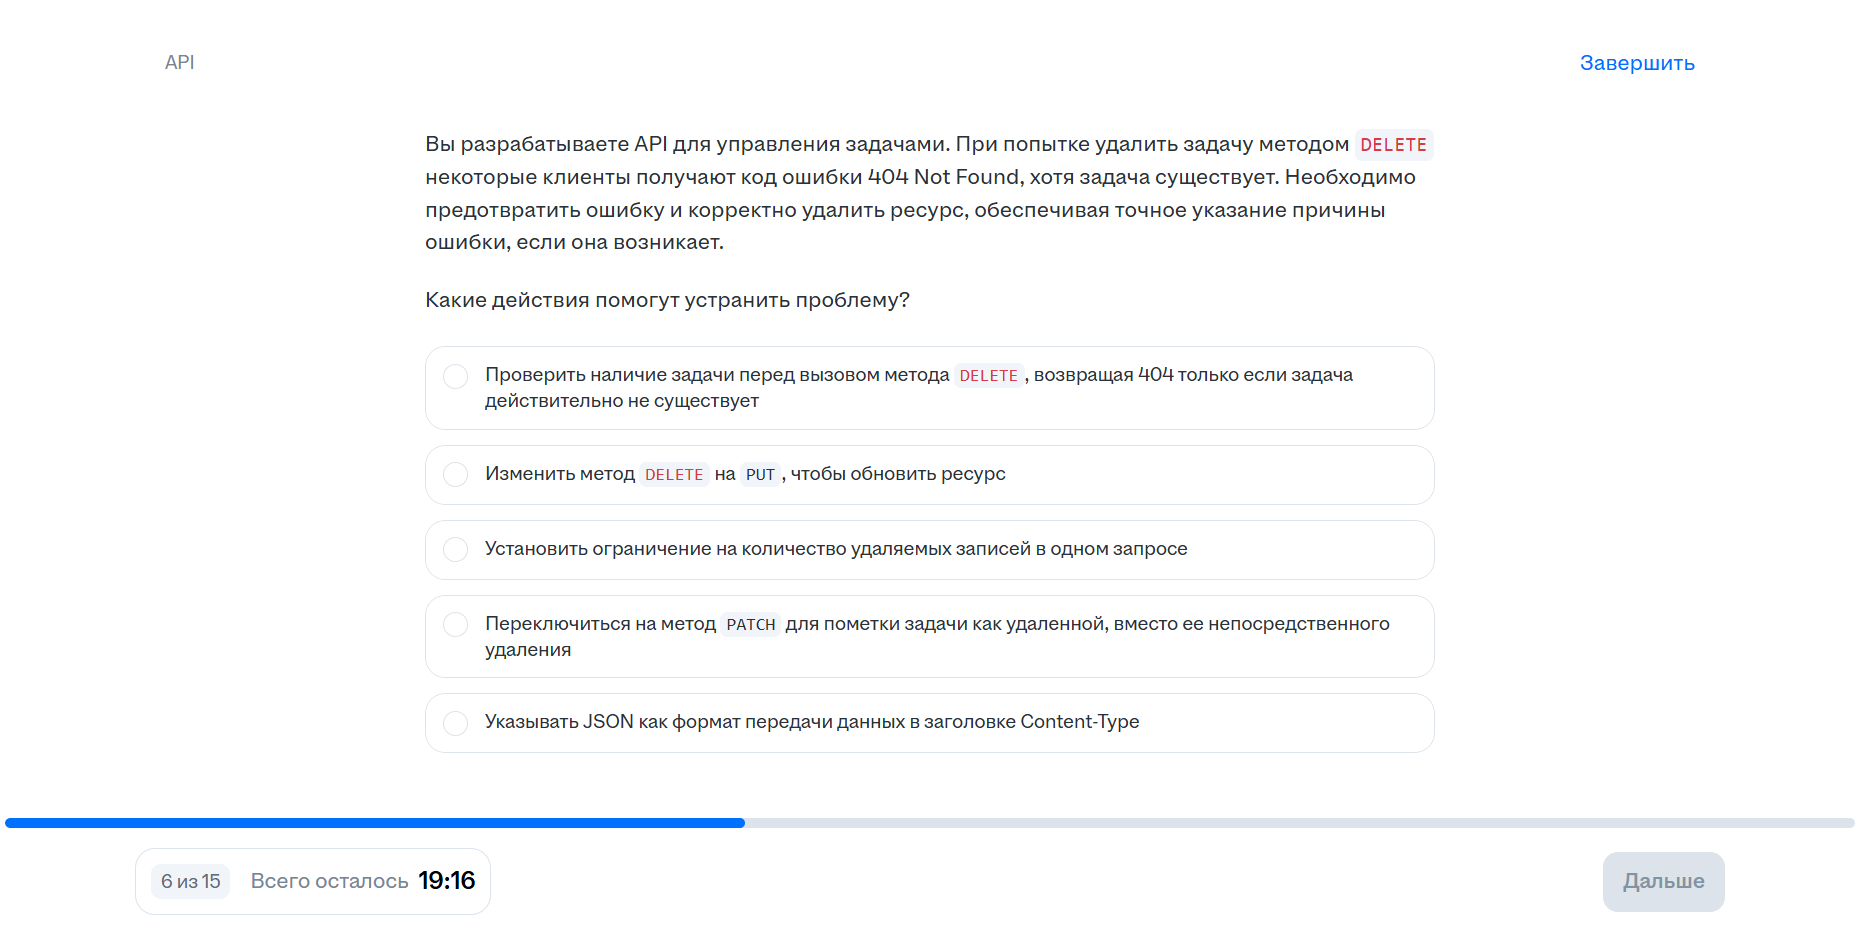 API
Завершить
Вы разрабатываете API для управления задачами. При попытке удалить задачу методом DELETE
некоторые клиенты получают код ошибки 404 Not Found, хотя задача существует. Необходимо
предотвратить ошибку и корректно удалить ресурс, обеспечивая точное указание причины
ошибки, если она возникает.
Какие действия помогут устранить проблему?
Проверить наличие задачи перед вызовом метода DELETE, возвращая 404 только если задача
действительно не существует
Изменить метод DELETE на PUT, чтобы обновить ресурс
Установить ограничение на количество удаляемых записей в одном запросе
Переключиться на метод PATCH для пометки задачи как удаленной, вместо ее непосредственного
удаления
Указывать JSON как формат передачи данных в заголовке Content-Type
6 из 15 Всего осталось 19:16
Дальше